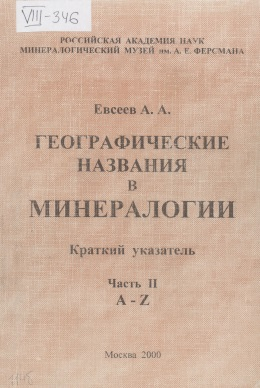 VIII-346
РОССИЙСКАЯ АКАДЕМИЯ НАУК
МИНЕРАЛОГИЧЕСКИЙ МУЗЕЙ им. А. Е. ФЕРСМАНА
Евсеев А. А.
ГЕОГРАФИЧЕСКИЕ
НАЗВАНИЯ
В
МИНЕРАЛОГИИ
Краткий указатель
Часть II
A - Z
Москва 2000